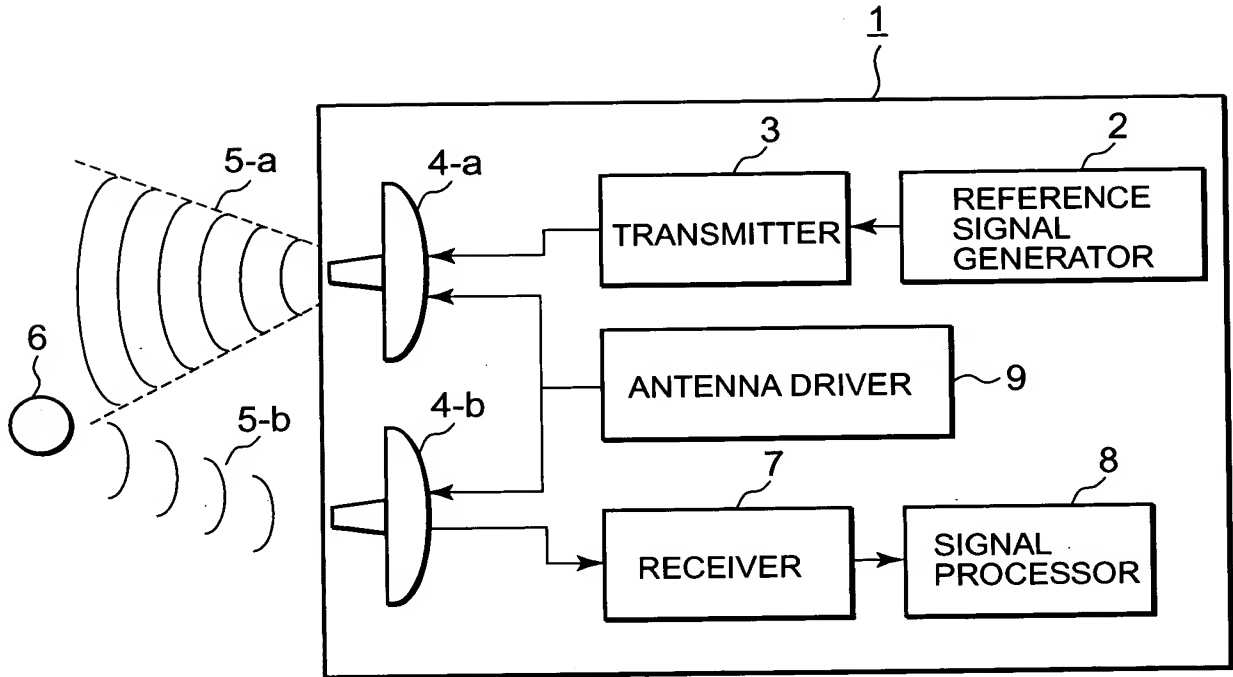 1
3
2
4-a
5-a
TRANSMITTER
REFERENCE
SIGNAL
GENERATOR
6
ANTENNA DRIVER
9
4-b
5-b
7
8
RECEIVER
SIGNAL
PROCESSOR